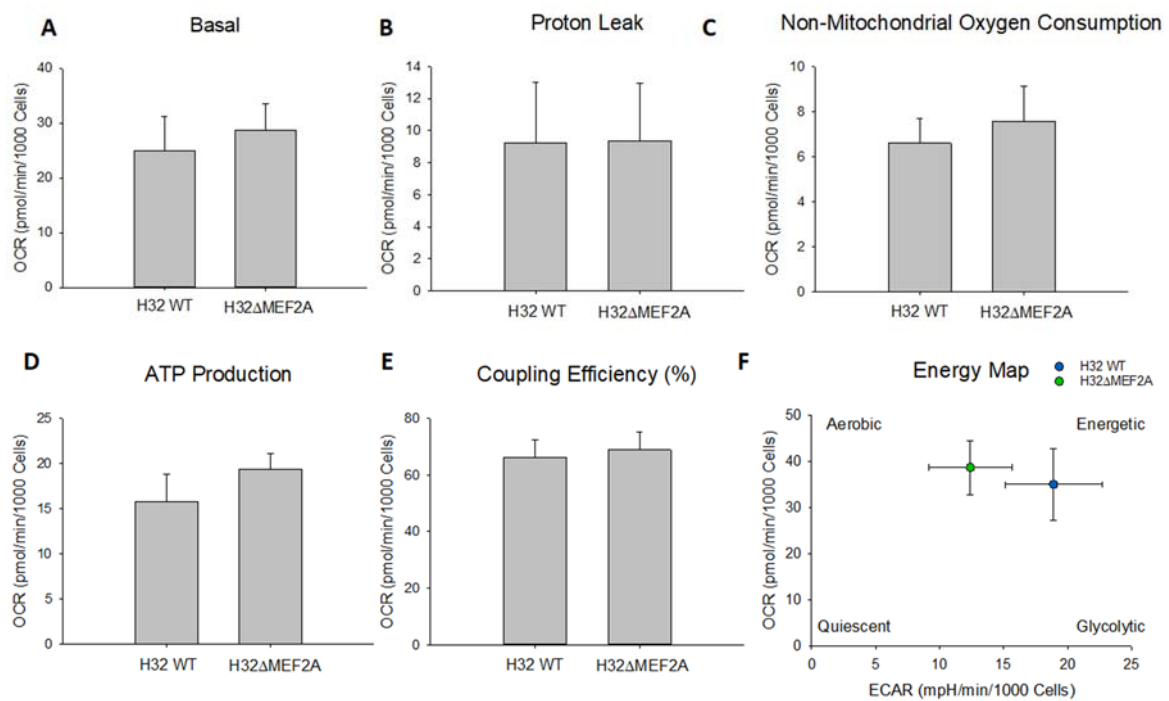 A
Basal
OCR (pmol/min/1000 Cells)
40
30
20
10
0
H32 WT
H32ΔMEF2A
B
Proton Leak
OCR (pmol/min/1000 Cells)
14
12
10
8
6
4
2
0
H32 WT
H32ΔMEF2A
C
Non-Mitochondrial Oxygen Consumption
OCR (pmol/min/1000 Cells)
10
8
6
4
2
0
H32 WT
H32ΔMEF2A
D
ATP Production
OCR (pmol/min/1000 Cells)
25
20
15
10
5
0
H32 WT
H32ΔMEF2A
E
Coupling Efficiency (%)
OCR (pmol/min/1000 Cells)
80
60
40
20
0
H32 WT
H32ΔMEF2A
F
Energy Map
H32 WT
H32ΔMEF2A
OCR (pmol/min/1000 Cells)
50
40
30
20
10
0
Aerobic
Energetic
Quiescent
Glycolytic
0 5 10 15 20 25
ECAR (mpH/min/1000 Cells)